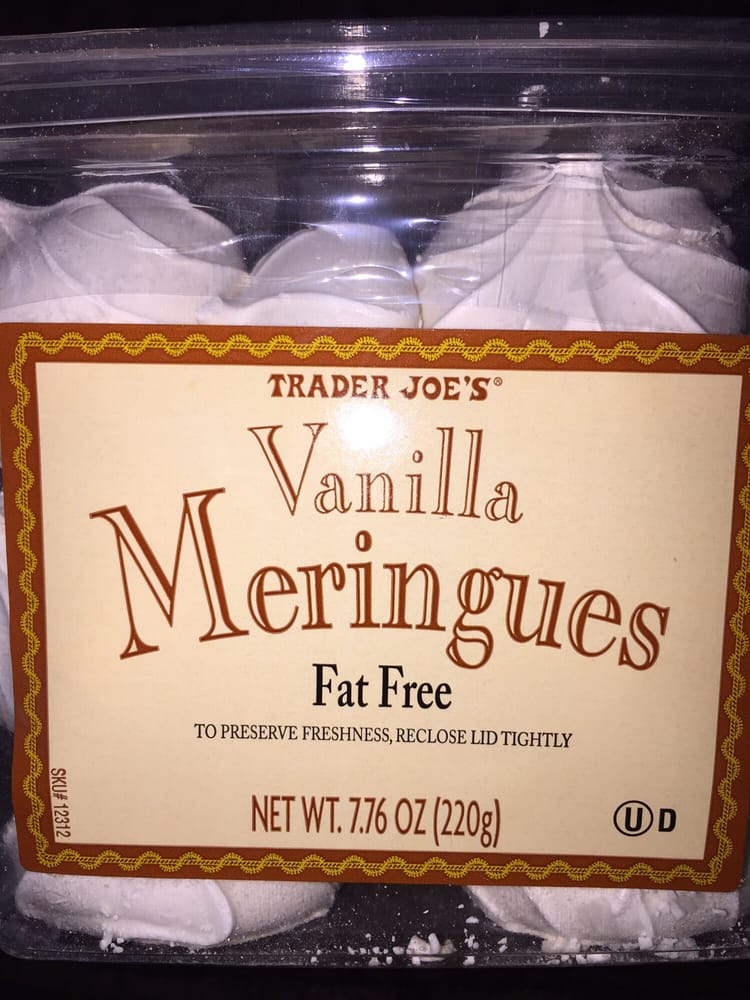 TRADER JOE'S®
Vanilla
Meringues
Fat Free
TO PRESERVE FRESHNESS, RECLOSE LID TIGHTLY
SKU# 12312
NET WT. 7.76 OZ (220g)
Ⓤ D